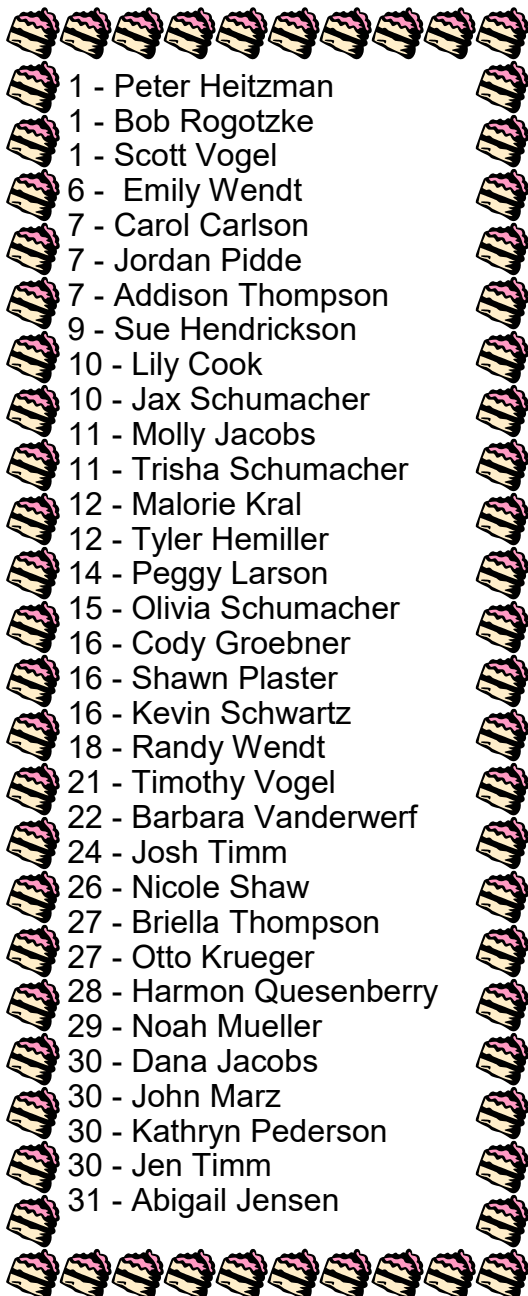 1 - Peter Heitzman
1 - Bob Rogotzke
1 - Scott Vogel
6 -  Emily Wendt
7 - Carol Carlson
7 - Jordan Pidde
7 - Addison Thompson
9 - Sue Hendrickson
10 - Lily Cook
10 - Jax Schumacher
11 - Molly Jacobs
11 - Trisha Schumacher
12 - Malorie Kral
12 - Tyler Hemiller
14 - Peggy Larson
15 - Olivia Schumacher
16 - Cody Groebner
16 - Shawn Plaster
16 - Kevin Schwartz
18 - Randy Wendt
21 - Timothy Vogel
22 - Barbara Vanderwerf
24 - Josh Timm
26 - Nicole Shaw
27 - Briella Thompson
27 - Otto Krueger
28 - Harmon Quesenberry
29 - Noah Mueller
30 - Dana Jacobs
30 - John Marz
30 - Kathryn Pederson
30 - Jen Timm
31 - Abigail Jensen